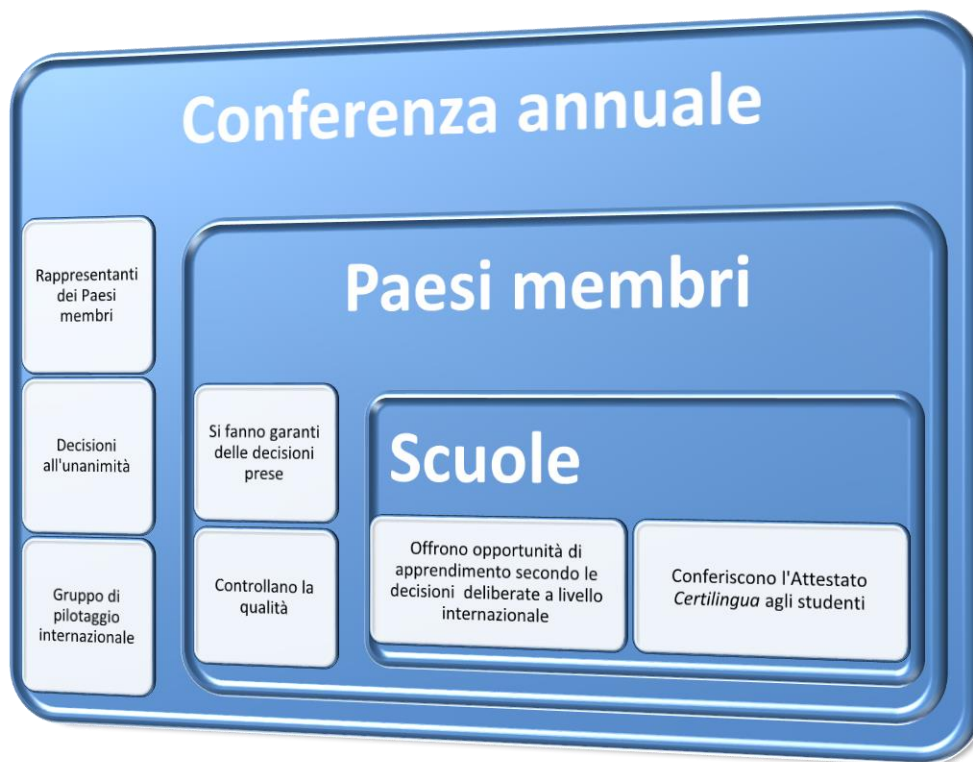 Conferenza annuale
Rappresentanti
dei Paesi
membri
Decisioni
all'unanimità
Gruppo di
pilotaggio
internazionale
Paesi membri
Si fanno garanti
delle decisioni
prese
Controllano la
qualità
Scuole
Offrono opportunità di
apprendimento secondo le
decisioni deliberate a livello
internazionale
Conferiscono l'Attestato
Certilingua agli studenti